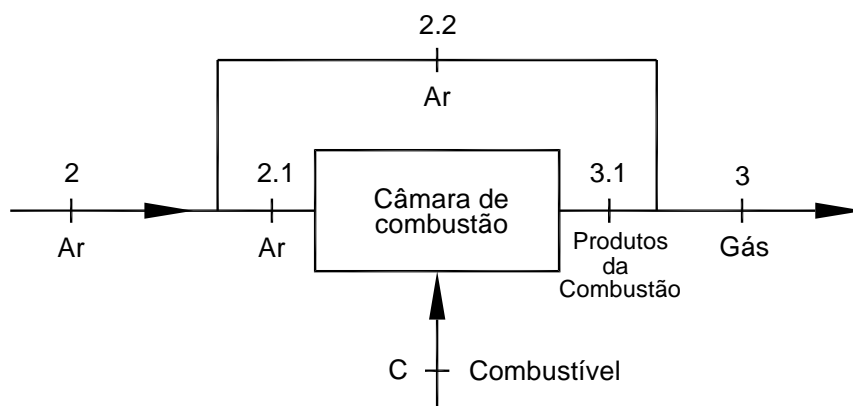 2.2
Ar
2
2.1
3.1
3
Câmara de
combustão
Ar
Ar
Produtos
da
Combustão
Gás
C
Combustível